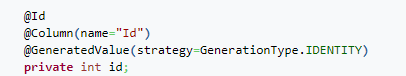 @Id
@Column(name="Id")
@GeneratedValue(strategy=GenerationType.IDENTITY)
private int id;